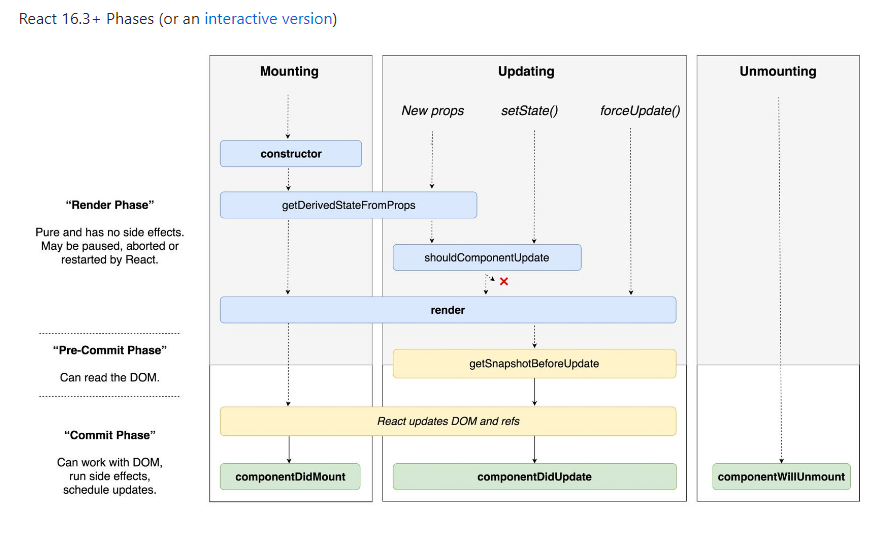 React 16.3+ Phases (or an interactive version)
Mounting
Updating
Unmounting
New props
setState()
forceUpdate()
constructor
“Render Phase”
getDerivedStateFromProps
Pure and has no side effects.
May be paused, aborted or
restarted by React.
shouldComponentUpdate
render
“Pre-Commit Phase”
Can read the DOM.
getSnapshotBeforeUpdate
React updates DOM and refs
“Commit Phase”
Can work with DOM,
run side effects,
schedule updates.
componentDidMount
componentDidUpdate
componentWillUnmount